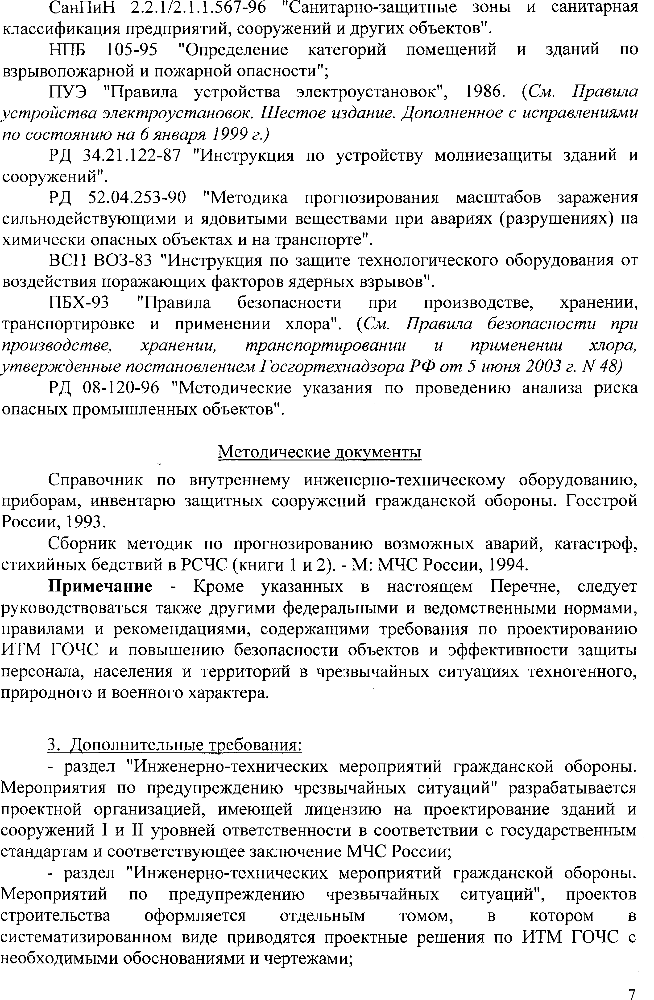 СанПиН 2.2.1/2.1.1.567-96 "Санитарно-защитные зоны и санитарная
классификация предприятий, сооружений и других объектов".
НПБ 105-95 "Определение категорий помещений и зданий по
взрывопожарной и пожарной опасности";
ПУЭ "Правила устройства электроустановок", 1986. (См. Правила
устройства электроустановок. Шестое издание. Дополненное с исправлениями
по состоянию на 6 января 1999 г.)
РД 34.21.122-87 "Инструкция по устройству молниезащиты зданий и
сооружений".
РД 52.04.253-90 "Методика прогнозирования масштабов заражения
сильнодействующими и ядовитыми веществами при авариях (разрушениях) на
химически опасных объектах и на транспорте".
ВСН ВОЗ-83 "Инструкция по защите технологического оборудования от
воздействия поражающих факторов ядерных взрывов".
ПБХ-93 "Правила безопасности при производстве, хранении,
транспортировке и применении хлора". (См. Правила безопасности при
производстве, хранении, транспортировании и применении хлора,
утвержденные постановлением Госгортехнадзора РФ от 5 июня 2003 г. N 48)
РД 08-120-96 "Методические указания по проведению анализа риска
опасных промышленных объектов".
Методические документы
Справочник по внутреннему инженерно-техническому оборудованию,
приборам, инвентарю защитных сооружений гражданской обороны. Госстрой
России, 1993.
Сборник методик по прогнозированию возможных аварий, катастроф,
стихийных бедствий в РСЧС (книги 1 и 2). - М: МЧС России, 1994.
Примечание - Кроме указанных в настоящем Перечне, следует
руководствоваться также другими федеральными и ведомственными нормами,
правилами и рекомендациями, содержащими требования по проектированию
ИТМ ГОЧС и повышению безопасности объектов и эффективности защиты
персонала, населения и территорий в чрезвычайных ситуациях техногенного,
природного и военного характера.
3. Дополнительные требования:
- раздел "Инженерно-технических мероприятий гражданской обороны.
Мероприятия по предупреждению чрезвычайных ситуаций" разрабатывается
проектной организацией, имеющей лицензию на проектирование зданий и
сооружений I и II уровней ответственности в соответствии с государственным
стандартам и соответствующее заключение МЧС России;
- раздел "Инженерно-технических мероприятий гражданской обороны.
Мероприятий по предупреждению чрезвычайных ситуаций", проектов
строительства оформляется отдельным томом, в котором в
систематизированном виде приводятся проектные решения по ИТМ ГОЧС с
необходимыми обоснованиями и чертежами;
7